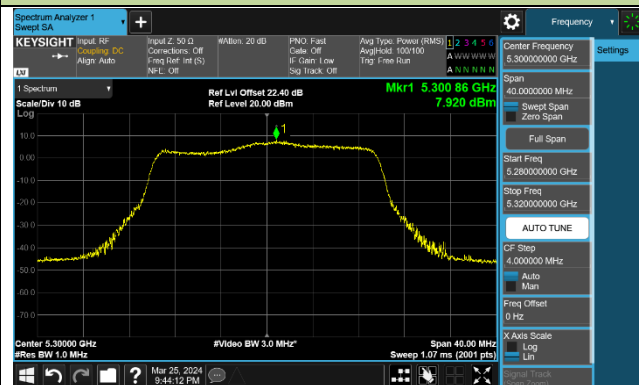 Spectrum Analyzer 1
Swept SA
Frequency
KEYSIGHT
Input: RF
Coupling: DC
Align: Auto
Input Z: 50 Ω
Corrections: Off
Freq Ref: Int (S)
NFE: Off
#Atten: 20 dB
PNO: Fast
Gate: Off
IF Gain: Low
Sig Track: Off
Avg Type: Power (RMS)
Avg|Hold: 100/100
Trig: Free Run
1 2 3 4 5 6
A W W W W W
A N N N N N
LXI
1 Spectrum
Scale/Div 10 dB
Log
Ref Lvl Offset 22.40 dB
Ref Level 20.00 dBm
Mkr1 5.300 86 GHz
7.920 dBm
1
10.0
0.00
-10.0
-20.0
-30.0
-40.0
-50.0
-60.0
-70.0
Center 5.30000 GHz
#Res BW 1.0 MHz
#Video BW 3.0 MHz*
Span 40.00 MHz
Sweep 1.07 ms (2001 pts)
Center Frequency
5.300000000 GHz
Settings
Span
40.0000000 MHz
Swept Span
Zero Span
Full Span
Start Freq
5.280000000 GHz
Stop Freq
5.320000000 GHz
AUTO TUNE
CF Step
4.000000 MHz
Auto
Man
Freq Offset
0 Hz
X Axis Scale
Log
Lin
Signal Track
(Span Zoom)
?
Mar 25, 2024
9:44:12 PM